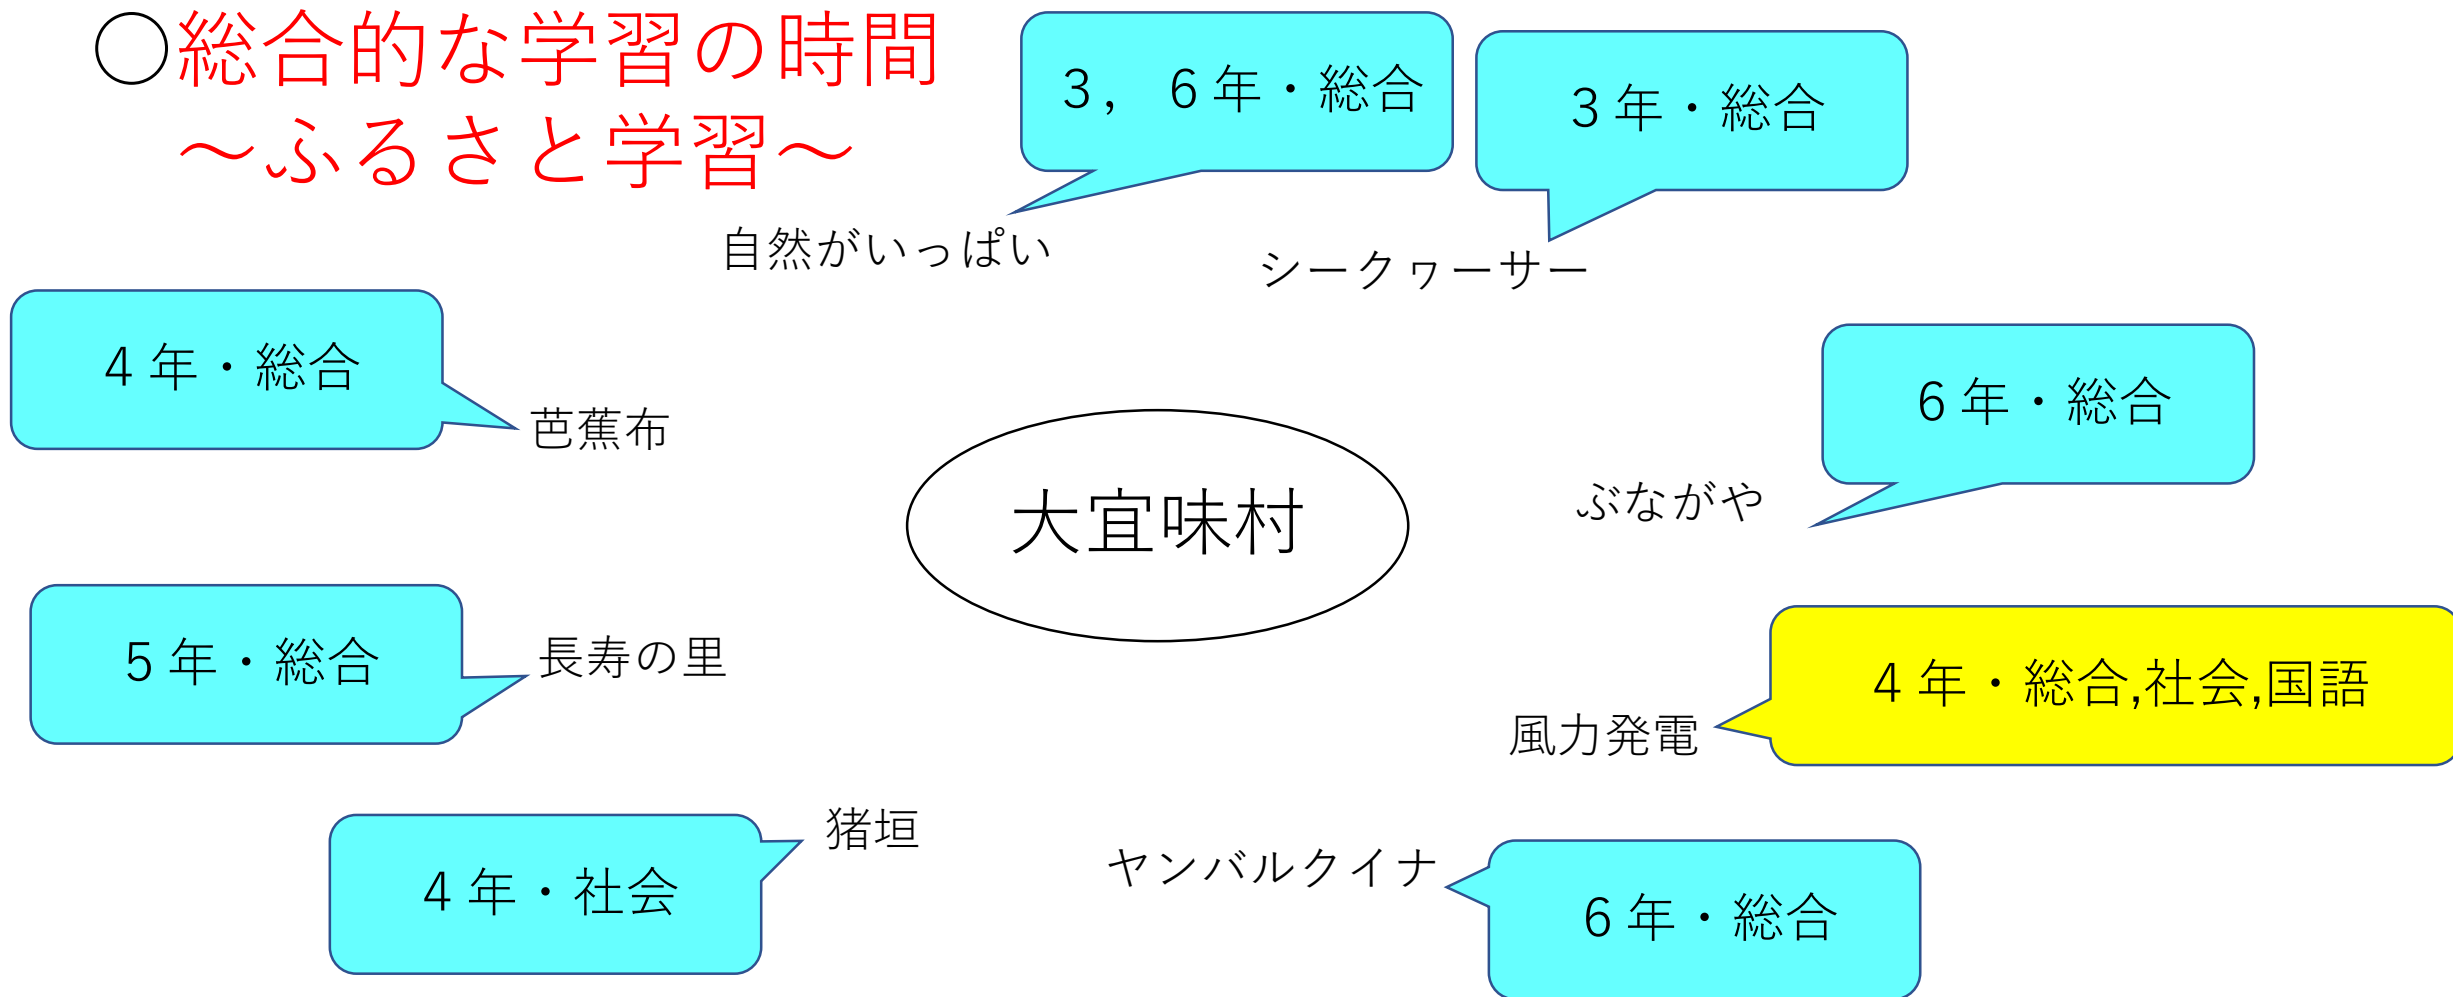 ○総合的な学習の時間
～ふるさと学習～
３，６年・総合
３年・総合
自然がいっぱい
シークヮーサー
４年・総合
芭蕉布
６年・総合
ぶながや
大宜味村
５年・総合
長寿の里
４年・総合,社会,国語
風力発電
猪垣
４年・社会
ヤンバルクイナ
６年・総合